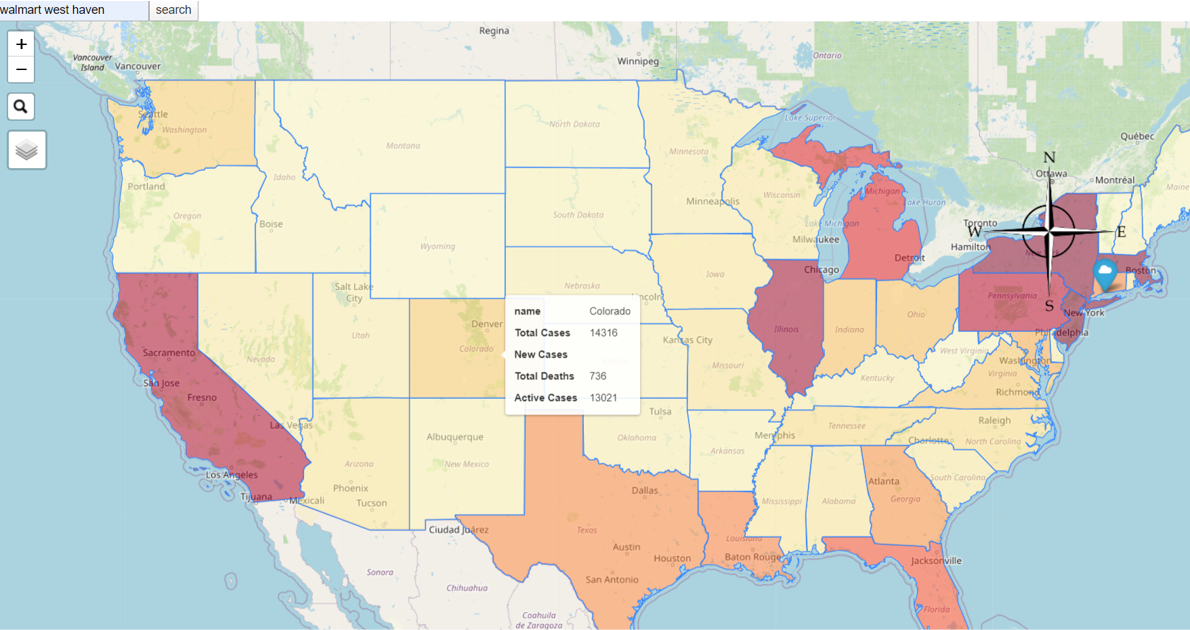 walmart west haven search
Regina
Vancouver
Island
Vancouver
Winnipeg
Ontario
+
−
Seattle
Washington
North Dakota
Lake Superior
Québec
Montana
Minnesota
N
Ottawa
Montréal
Maine
Portland
Idaho
Oregon
Boise
South Dakota
Minneapolis
Wisconsin
Michigan
Lake Huron
Toronto
W
E
Wyoming
Milwaukee
Lake Michigan
Hamilton
Detroit
Chicago
Boston
Salt Lake
City
Nebraska
Iowa
Lincoln
Pennsylvania
S
New York
Utah
Denver
Colorado
name Colorado
Total Cases 14316
New Cases
Total Deaths 736
Active Cases 13021
Illinois
Indiana
Ohio
Philadelphia
Sacramento
Nevada
Kansas City
Missouri
West Virginia
Washington
Virginia
Kentucky
Richmond
San Jose
Fresno
Las Vegas
Albuquerque
Tulsa
Oklahoma
Memphis
Tennessee
Raleigh
Charlotte
North Carolina
Arkansas
Los Angeles
Tijuana
Mexicali
Arizona
Phoenix
Tucson
New Mexico
Dallas
Mississippi
Alabama
Atlanta
Georgia
South Carolina
Ciudad Juárez
Texas
Louisiana
Austin
Houston
Baton Rouge
Jacksonville
Sonora
Chihuahua
San Antonio
Florida
Coahuila
de Zaragoza